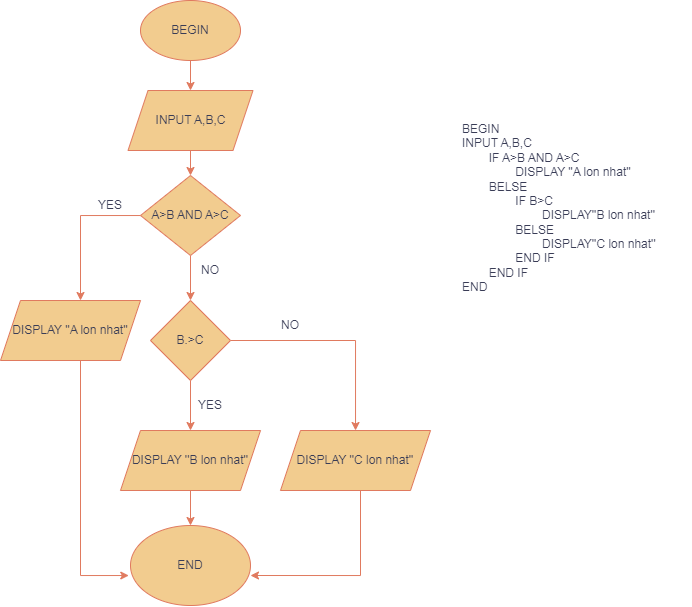 BEGIN
INPUT A,B,C
A>B AND A>C
YES
NO
DISPLAY "A lon nhat"
B.>C
NO
YES
DISPLAY "B lon nhat"
DISPLAY "C lon nhat"
END
BEGIN
INPUT A,B,C
IF A>B AND A>C
DISPLAY "A lon nhat"
BELSE
IF B>C
DISPLAY"B lon nhat"
BELSE
DISPLAY"C lon nhat"
END IF
END IF
END